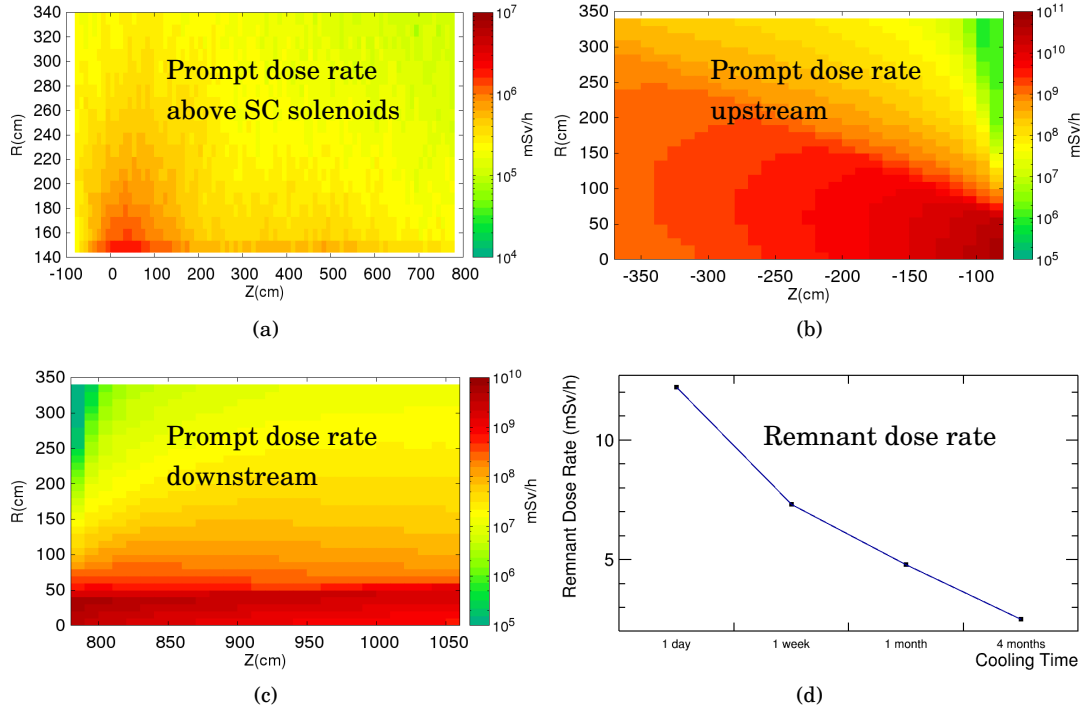 340
320
300
280
260
240
220
200
180
160
140
R(cm)
-100 0 100 200 300 400 500 600 700 800
Z(cm)
Prompt dose rate
above SC solenoids
10^7
10^6
10^5
10^4
mSv/h
(a)
350
300
250
200
150
100
50
0
R(cm)
-350 -300 -250 -200 -150 -100
Z(cm)
Prompt dose rate
upstream
10^11
10^10
10^9
10^8
10^7
10^6
10^5
mSv/h
(b)
350
300
250
200
150
100
50
0
R(cm)
800 850 900 950 1000 1050
Z(cm)
Prompt dose rate
downstream
10^10
10^9
10^8
10^7
10^6
10^5
mSv/h
(c)
Remnant Dose Rate (mSv/h)
10
5
Remnant dose rate
1 day 1 week 1 month 4 months
Cooling Time
(d)